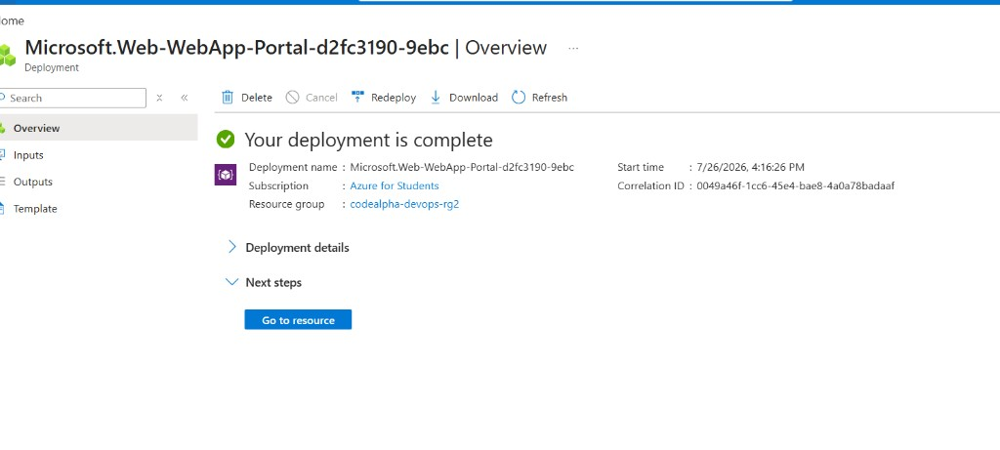 ome
Microsoft.Web-WebApp-Portal-d2fc3190-9ebc | Overview ...
Deployment
Search
Delete Cancel Redeploy Download Refresh
Overview
Inputs
Outputs
Template
Your deployment is complete
Deployment name : Microsoft.Web-WebApp-Portal-d2fc3190-9ebc
Subscription : Azure for Students
Resource group : codealpha-devops-rg2
Start time : 7/26/2026, 4:16:26 PM
Correlation ID : 0049a46f-1cc6-45e4-bae8-4a0a78badaaf
Deployment details
Next steps
Go to resource